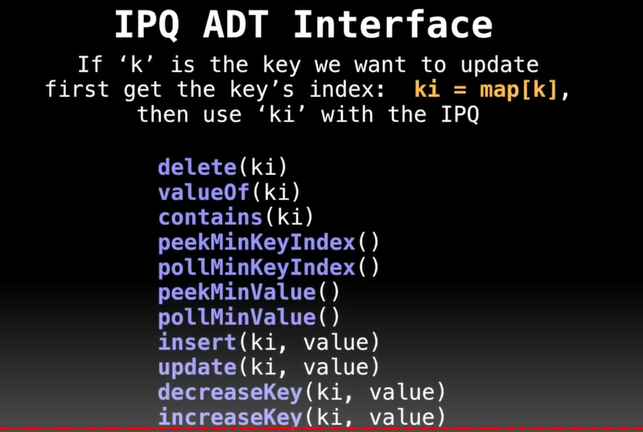 IPQ ADT Interface
If ‘k’ is the key we want to update
first get the key’s index:  ki = map[k],
then use ‘ki’ with the IPQ
delete(ki)
valueOf(ki)
contains(ki)
peekMinKeyIndex()
pollMinKeyIndex()
peekMinValue()
pollMinValue()
insert(ki, value)
update(ki, value)
decreaseKey(ki, value)
increaseKey(ki, value)